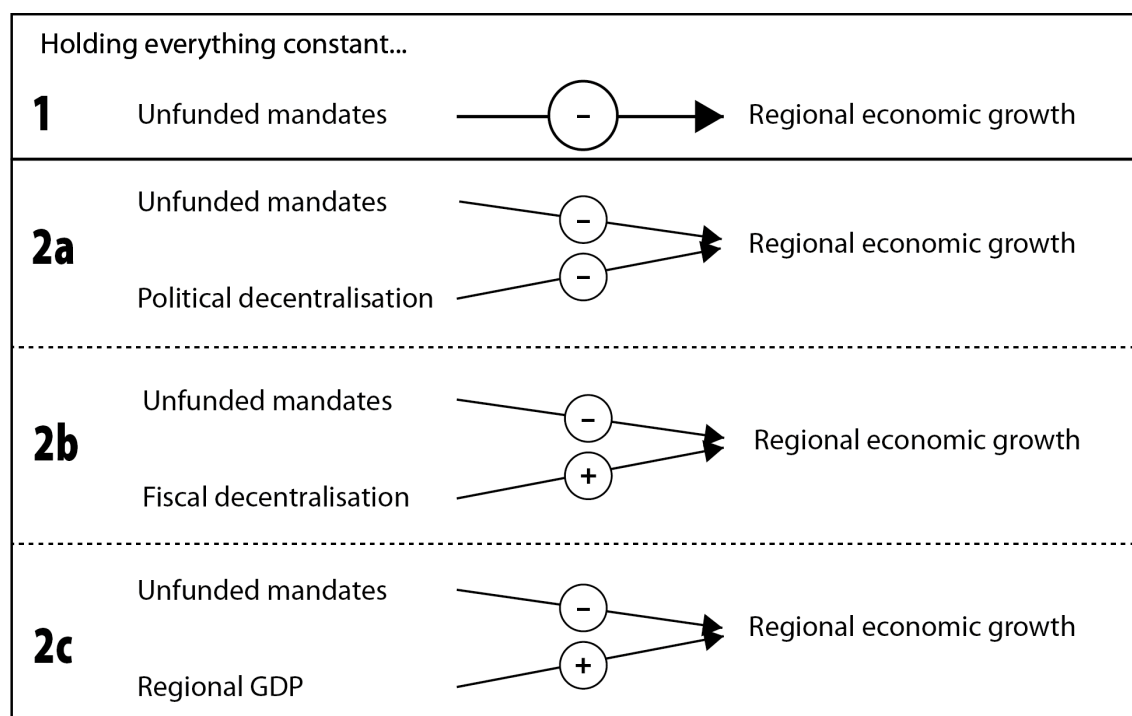 Holding everything constant...
1 Unfunded mandates - Regional economic growth
Unfunded mandates -
2a Regional economic growth
Political decentralisation -
Unfunded mandates -
2b Regional economic growth
Fiscal decentralisation +
Unfunded mandates -
2c Regional economic growth
Regional GDP +